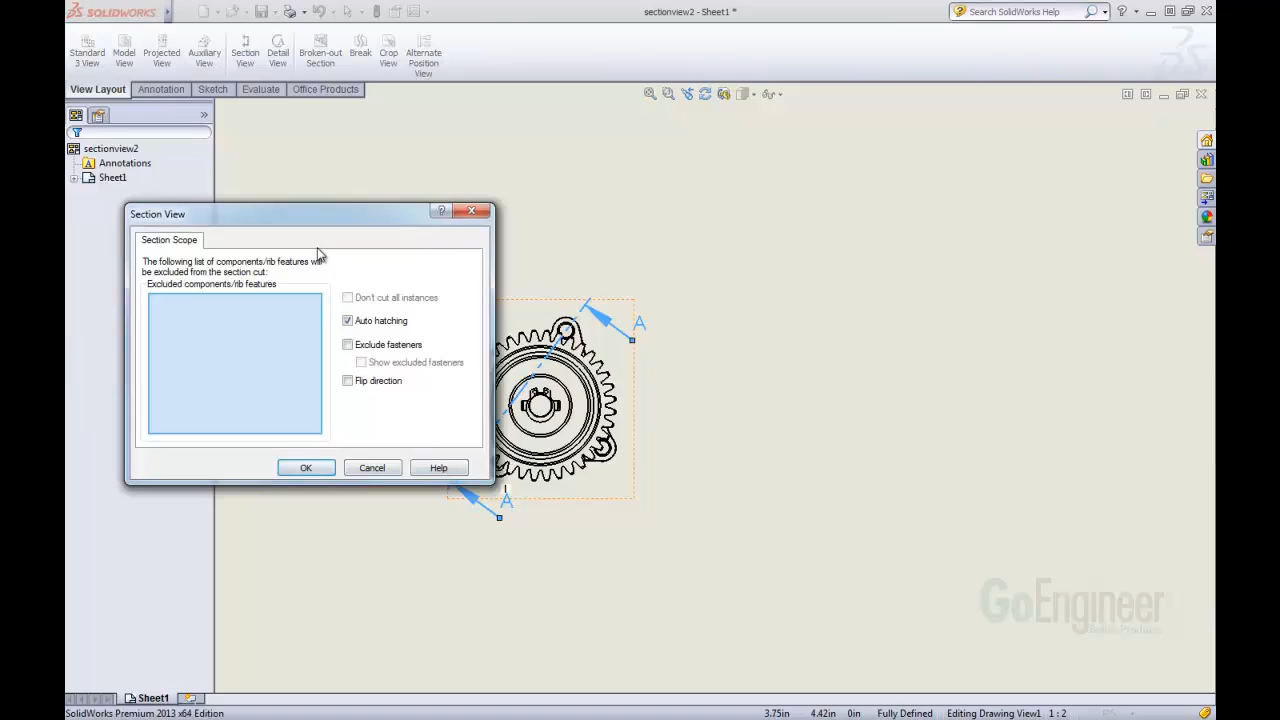 SOLIDWORKS
sectionview2 - Sheet1 *
Search SolidWorks Help
Standard 3 View
Model View
Projected View
Auxiliary View
Section View
Detail View
Broken-out Section
Break
Crop View
Alternate Position View
View Layout
Annotation
Sketch
Evaluate
Office Products
sectionview2
A Annotations
Sheet1
Section View
Section Scope
The following list of components/rib features will
be excluded from the section cut:
Excluded components/rib features
Don't cut all instances
Auto hatching
Exclude fasteners
Show excluded fasteners
Flip direction
OK
Cancel
Help
A
A
GoEngineer
Sheet1
SolidWorks Premium 2013 x64 Edition
3.75in
4.42in
0in
Fully Defined
Editing Drawing View1
1 : 2